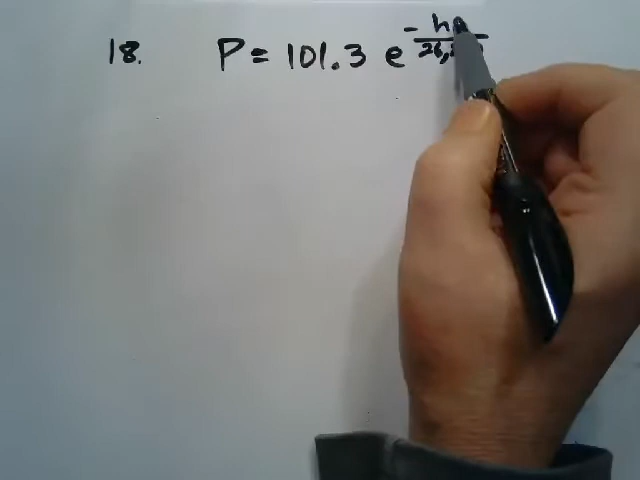 18. P = 101.3 e^-h/26,